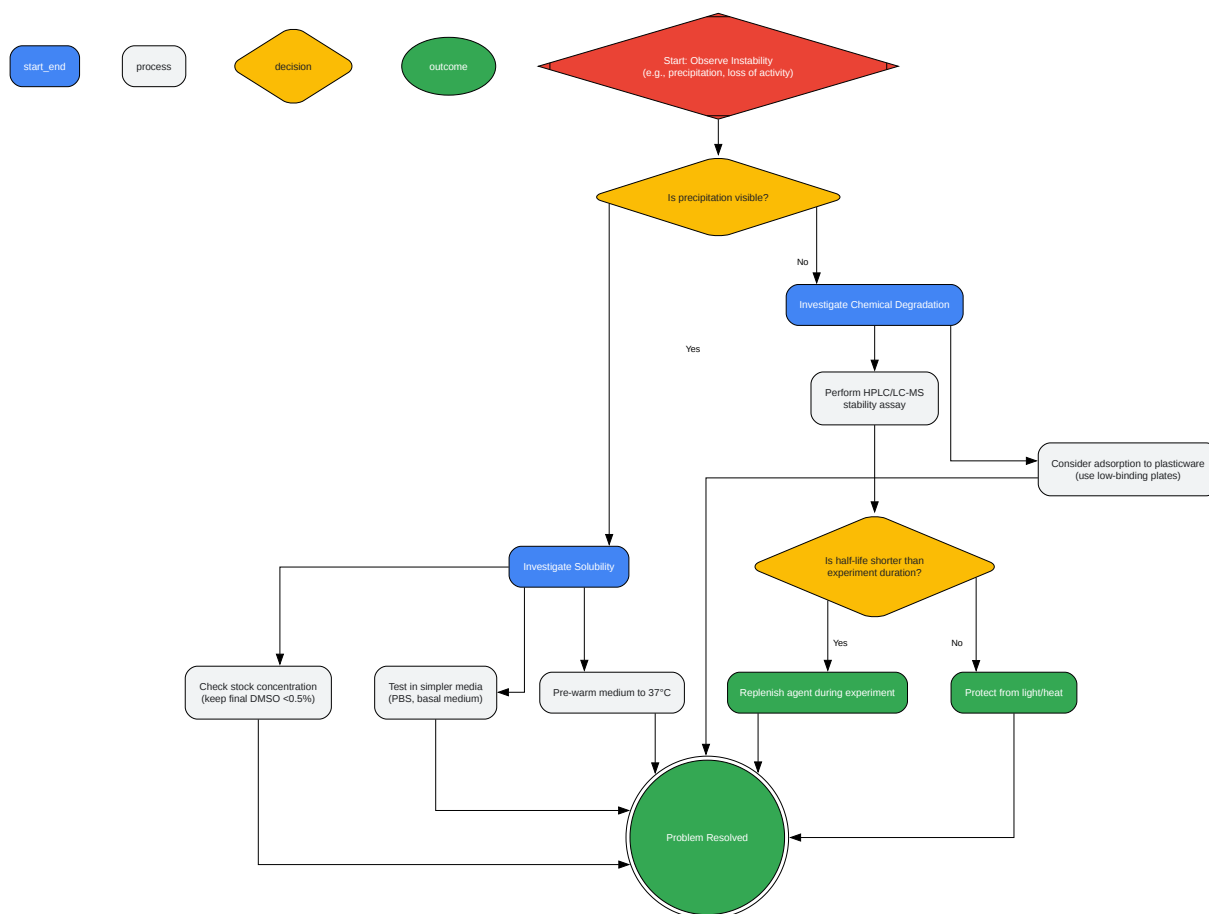 start_end
process
decision
outcome
Start: Observe Instability
(e.g., precipitation, loss of activity)
Is precipitation visible?
No
Investigate Chemical Degradation
Yes
Perform HPLC/LC-MS
stability assay
Consider adsorption to plasticware
(use low-binding plates)
Is half-life shorter than
experiment duration?
Investigate Solubility
Yes
No
Check stock concentration
(keep final DMSO <0.5%)
Test in simpler media
(PBS, basal medium)
Pre-warm medium to 37°C
Replenish agent during experiment
Protect from light/heat
Problem Resolved